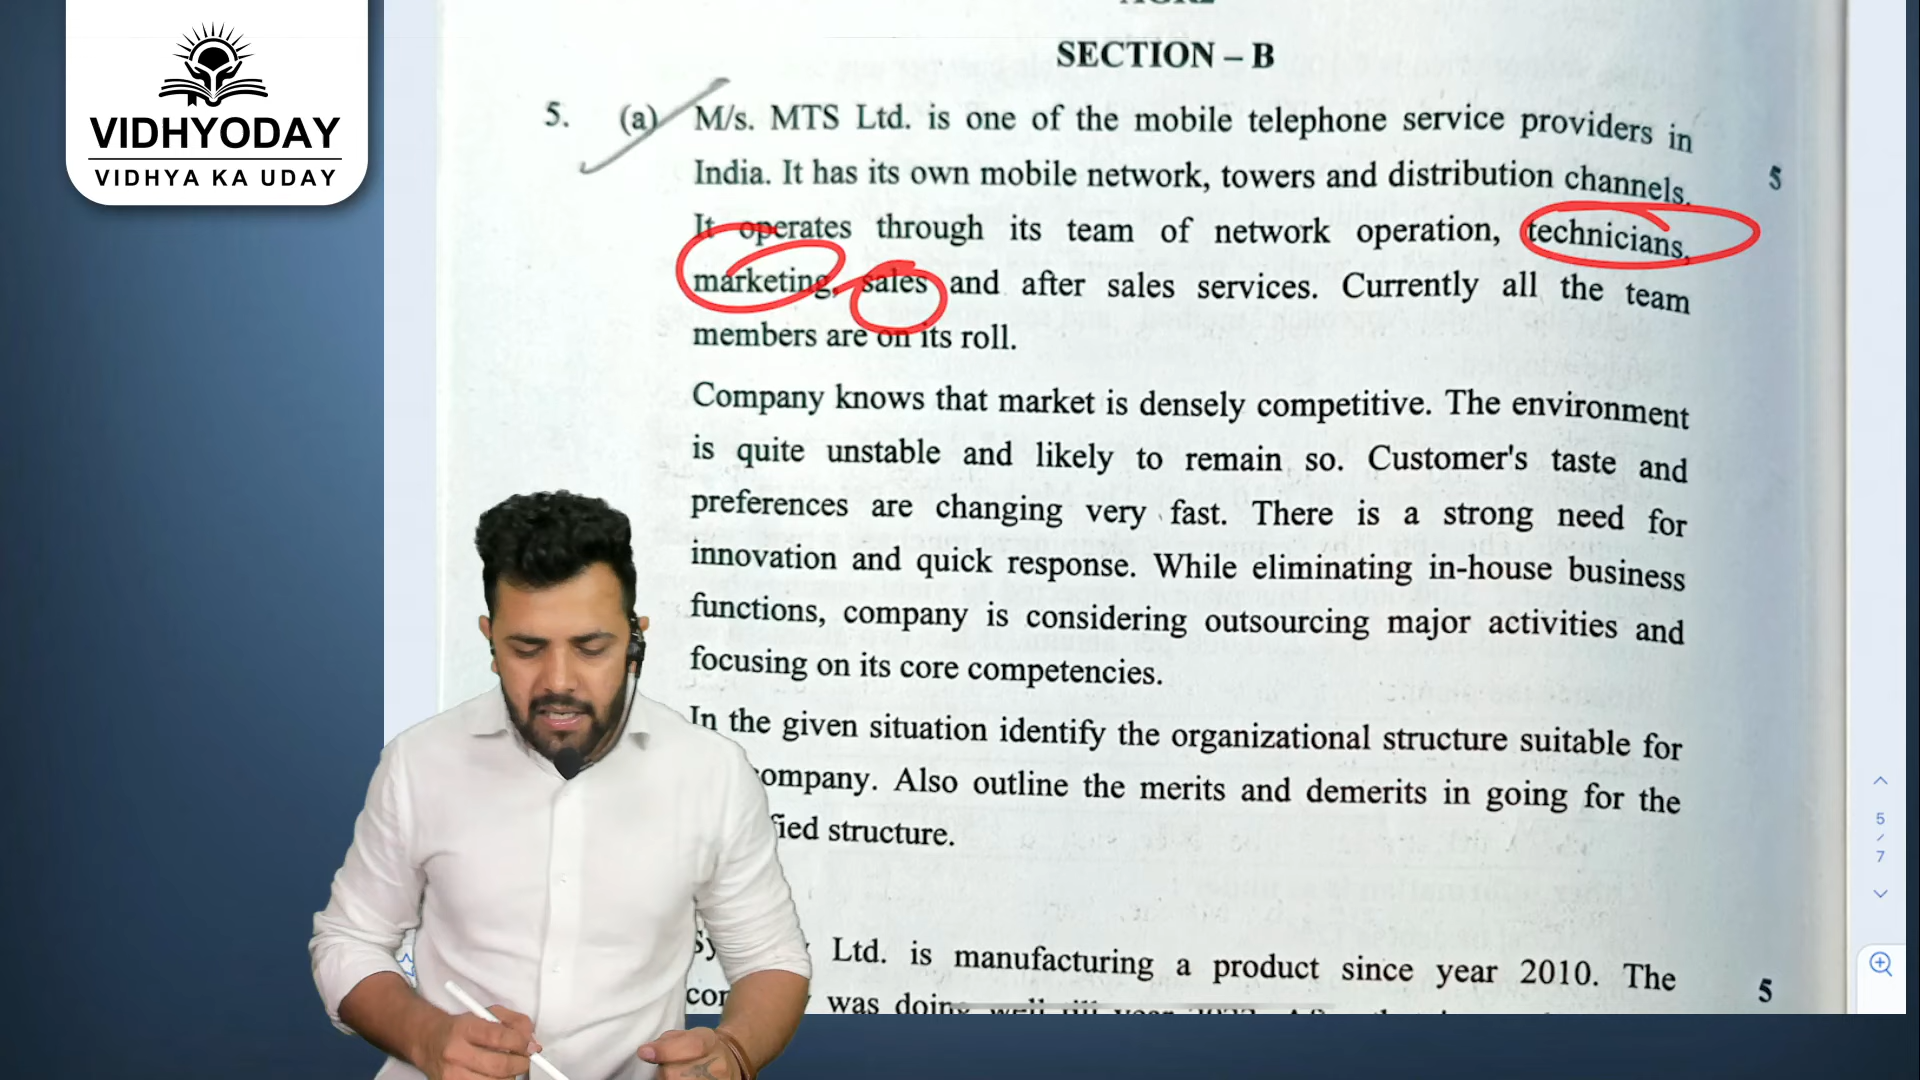 VIDHYODAY
VIDHYA KA UDAY
SECTION – B
5. (a) M/s. MTS Ltd. is one of the mobile telephone service providers in
India. It has its own mobile network, towers and distribution channels. 5
It operates through its team of network operation, technicians,
marketing, sales and after sales services. Currently all the team
members are on its roll.
Company knows that market is densely competitive. The environment
is quite unstable and likely to remain so. Customer's taste and
preferences are changing very fast. There is a strong need for
innovation and quick response. While eliminating in-house business
functions, company is considering outsourcing major activities and
focusing on its core competencies.
In the given situation identify the organizational structure suitable for
ompany. Also outline the merits and demerits in going for the
fied structure.
Ltd. is manufacturing a product since year 2010. The 5
was doing well till year
5
7